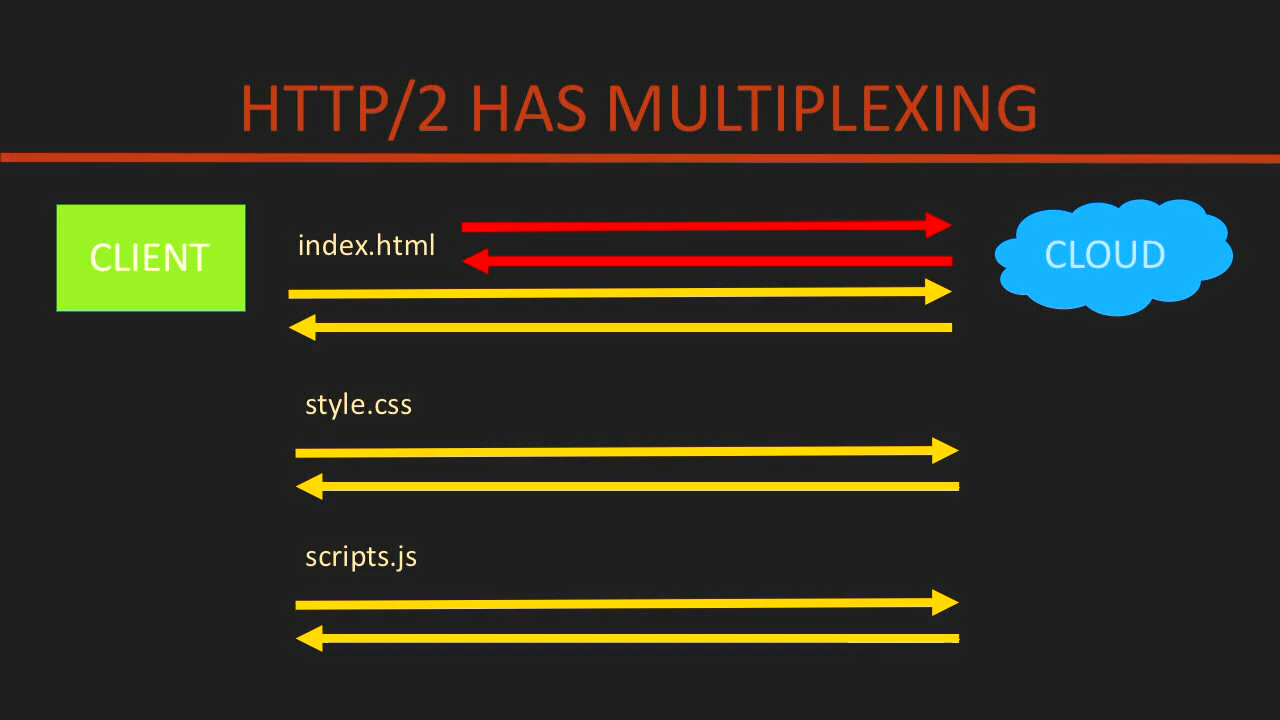 HTTP/2 HAS MULTIPLEXING
CLIENT
index.html
CLOUD
style.css
scripts.js